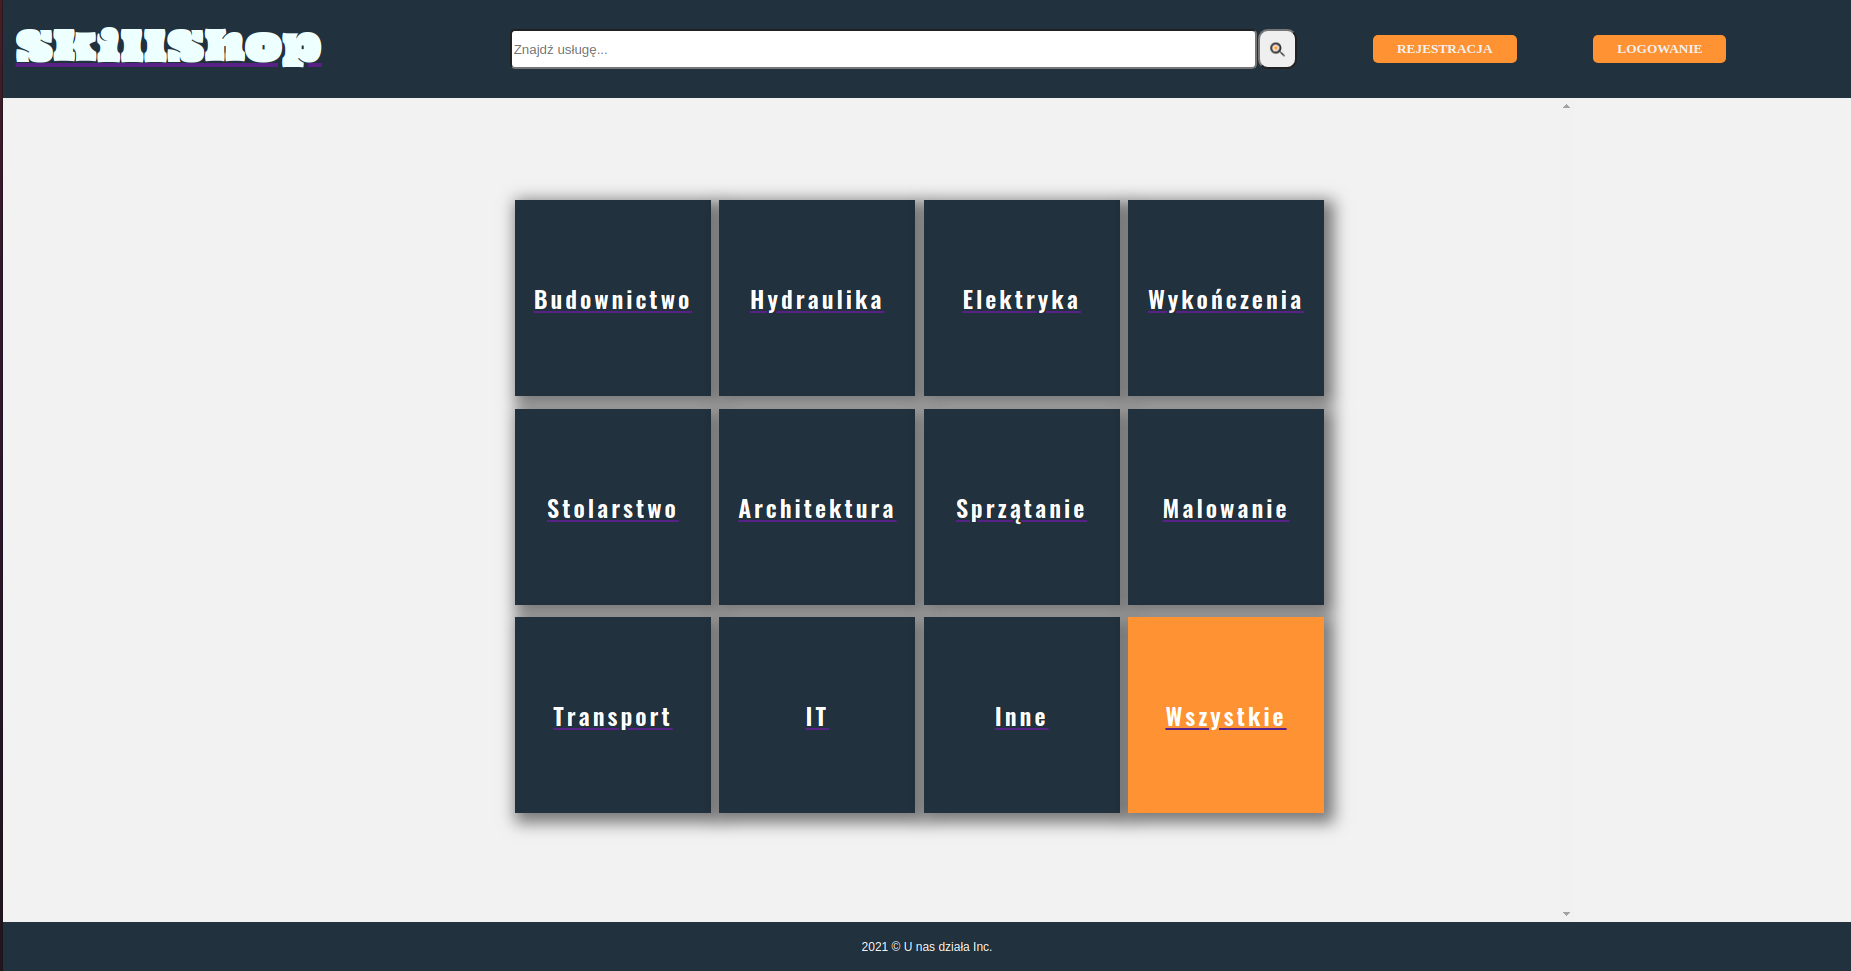 SkillShop
Znajdź usługę...
REJESTRACJA
LOGOWANIE
Budownictwo
Hydraulika
Elektryka
Wykończenia
Stolarstwo
Architektura
Sprzątanie
Malowanie
Transport
IT
Inne
Wszystkie
2021 © U nas działa Inc.